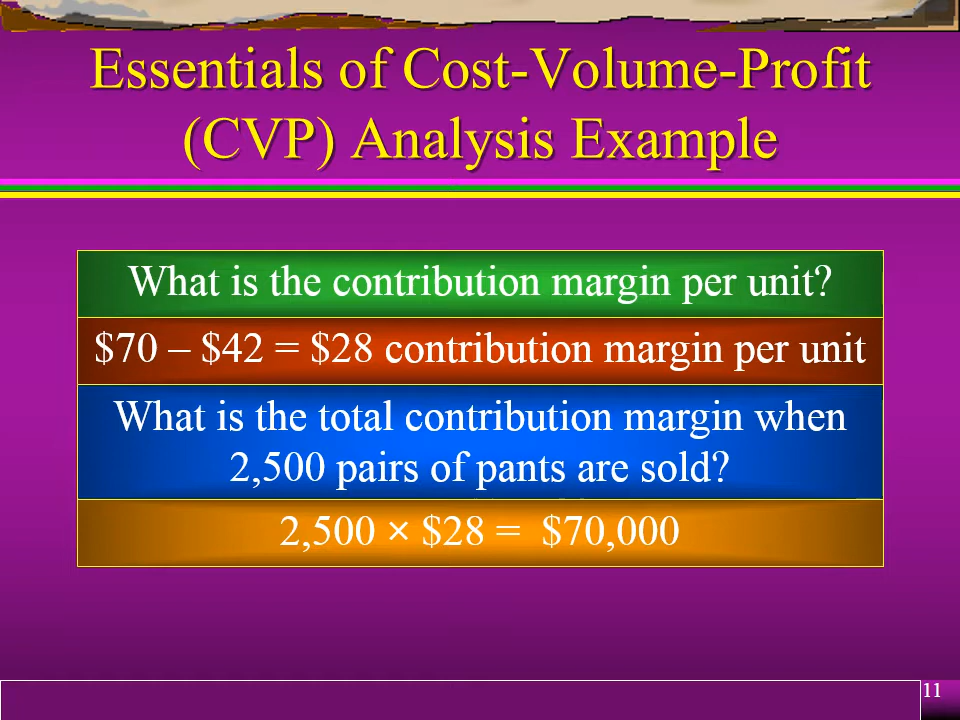 Essentials of Cost-Volume-Profit
(CVP) Analysis Example
What is the contribution margin per unit?
$70 – $42 = $28 contribution margin per unit
What is the total contribution margin when
2,500 pairs of pants are sold?
2,500 × $28 = $70,000
11